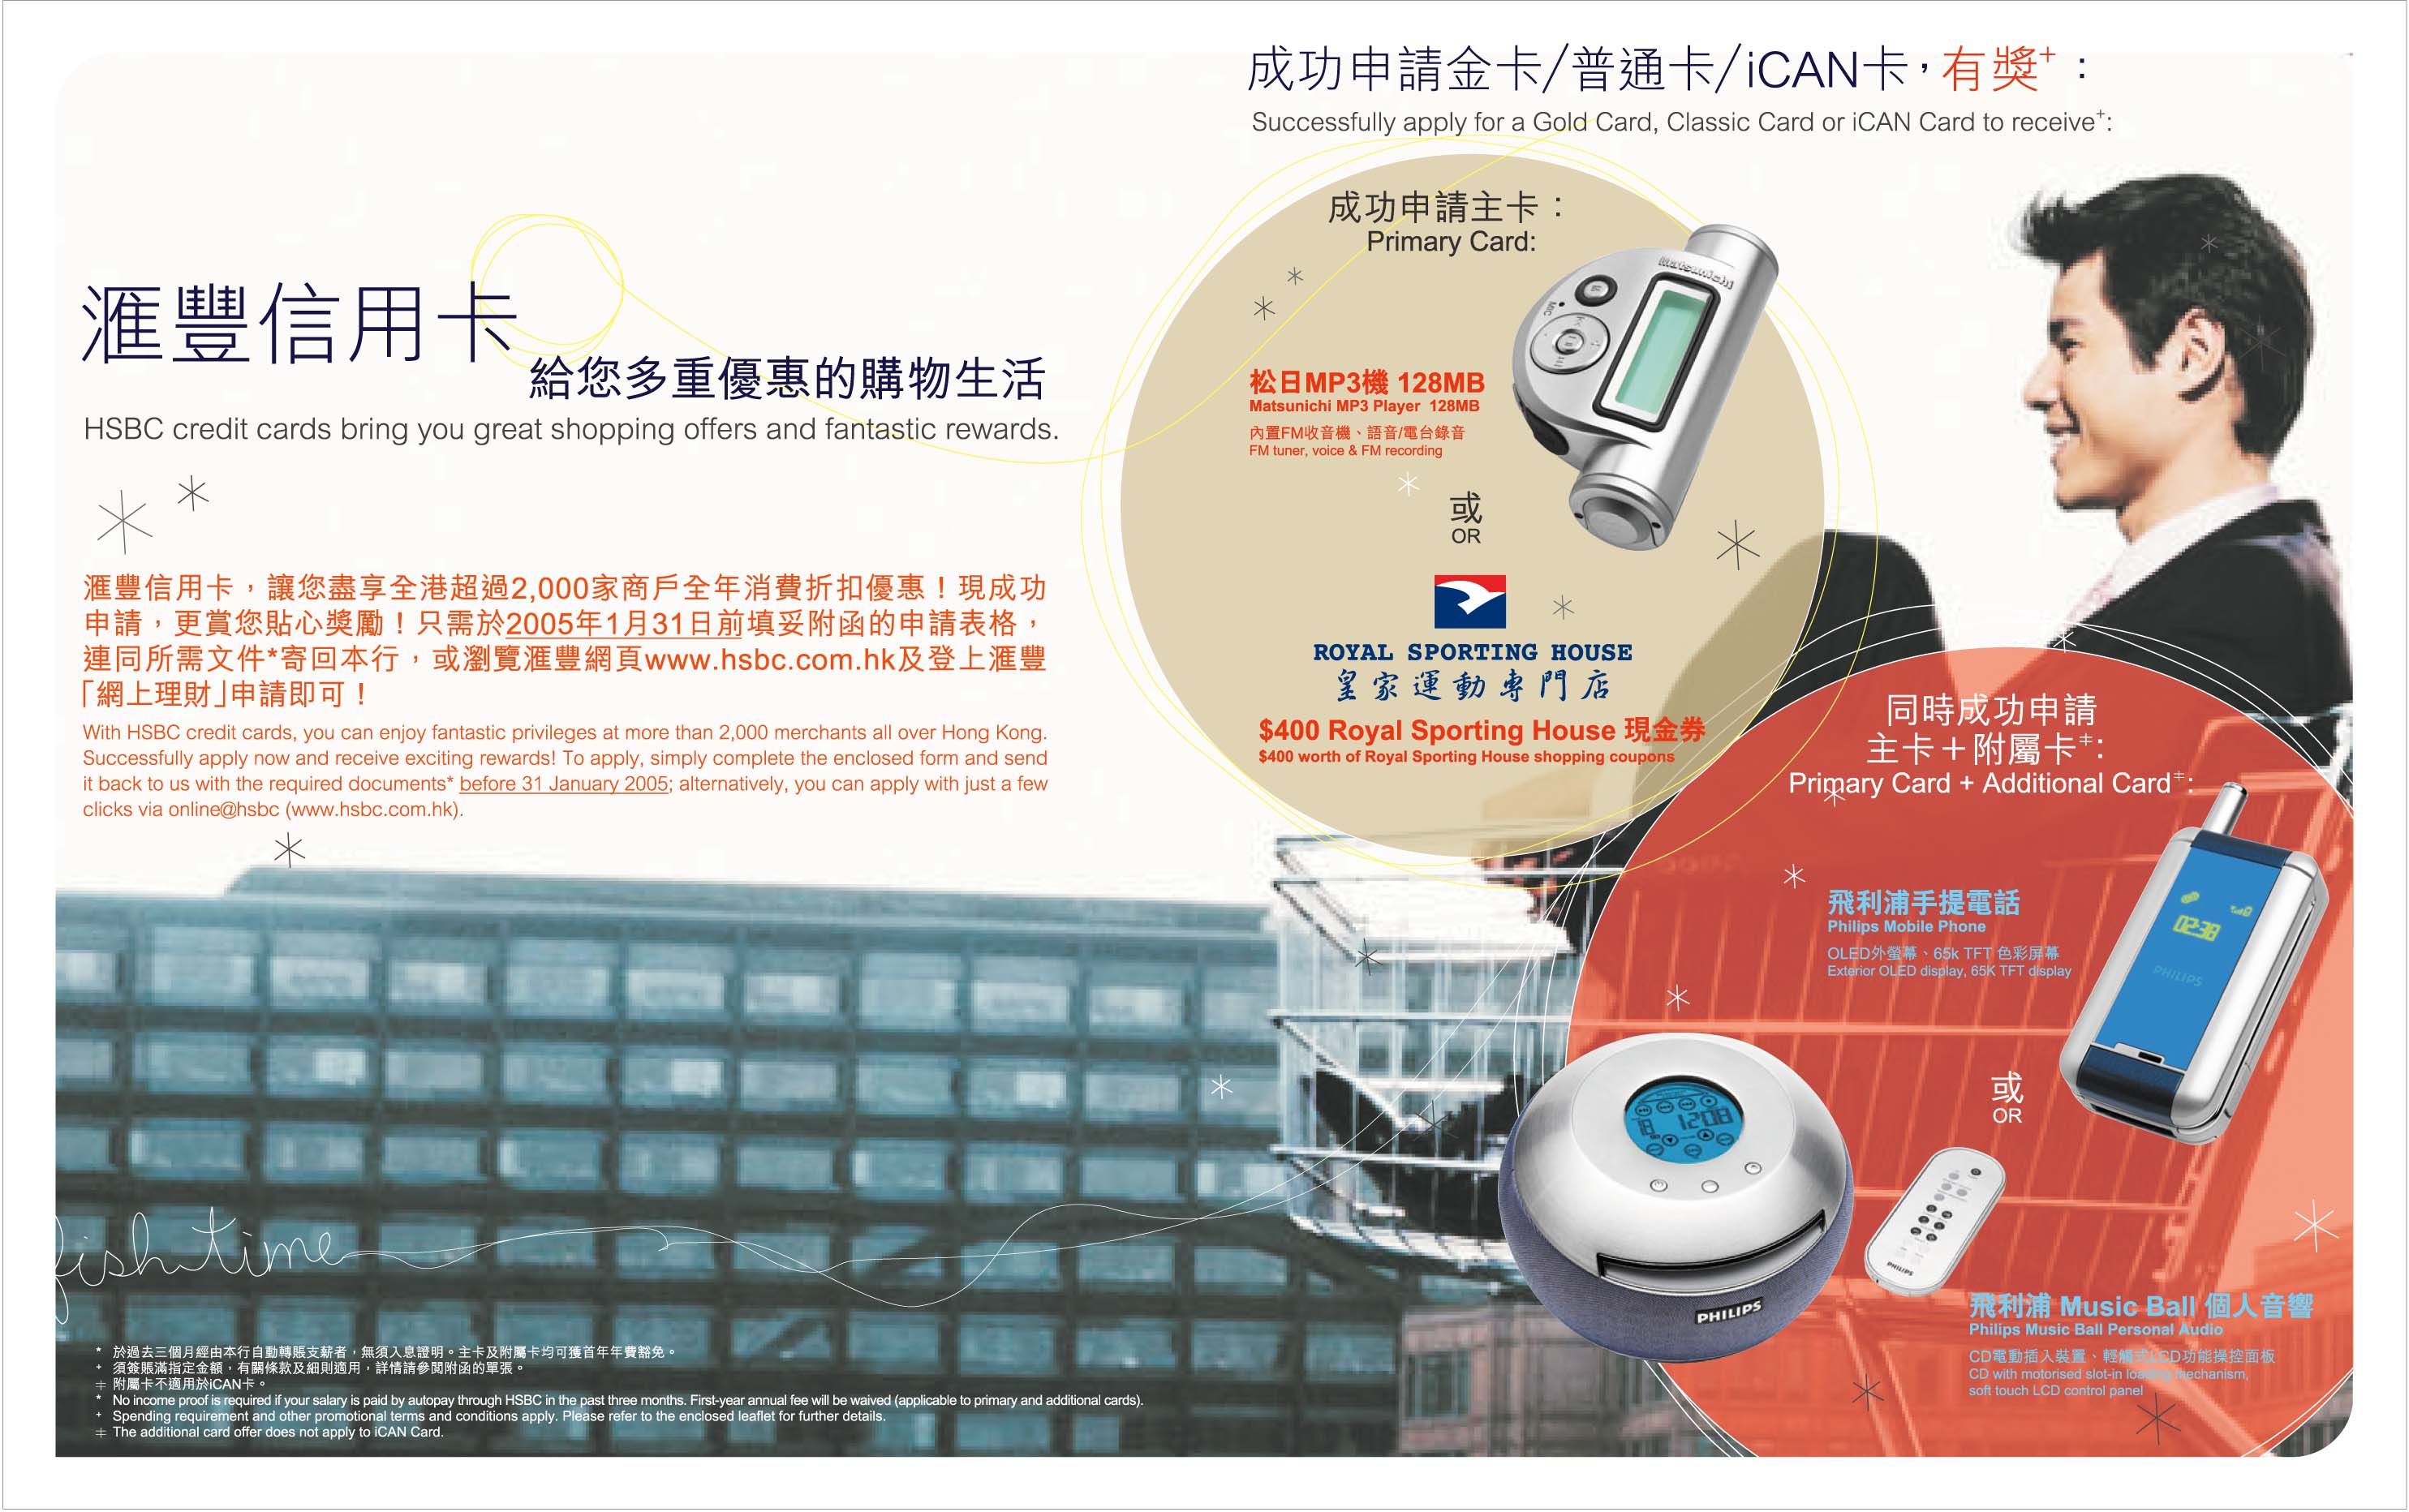 滙豐信用卡
給您多重優惠的購物生活
HSBC credit cards bring you great shopping offers and fantastic rewards.
滙豐信用卡，讓您盡享全港超過2,000家商戶全年消費折扣優惠！現成功
申請，更賞您貼心獎勵！只需於2005年1月31日前填妥附函的申請表格，
連同所需文件*寄回本行，或瀏覽滙豐網頁www.hsbc.com.hk及登上滙豐
「網上理財」申請即可！
With HSBC credit cards, you can enjoy fantastic privileges at more than 2,000 merchants all over Hong Kong.
Successfully apply now and receive exciting rewards! To apply, simply complete the enclosed form and send
it back to us with the required documents* before 31 January 2005; alternatively, you can apply with just a few
clicks via online@hsbc (www.hsbc.com.hk).
成功申請金卡/普通卡/iCAN卡，有獎+：
Successfully apply for a Gold Card, Classic Card or iCAN Card to receive+:
成功申請主卡：
Primary Card:
Matsunichi
MIC
松日MP3機 128MB
Matsunichi MP3 Player 128MB
內置FM收音機、語音/電台錄音
FM tuner, voice & FM recording
或
OR
ROYAL SPORTING HOUSE
皇家運動專門店
$400 Royal Sporting House 現金券
$400 worth of Royal Sporting House shopping coupons
同時成功申請
主卡＋附屬卡‡:
Primary Card + Additional Card‡:
飛利浦手提電話
Philips Mobile Phone
OLED外螢幕、65k TFT 色彩屏幕
Exterior OLED display, 65K TFT display
02:38
PHILIPS
或
OR
12:08
PHILIPS
PHILIPS
飛利浦 Music Ball 個人音響
Philips Music Ball Personal Audio
CD電動插入裝置、輕觸式LCD功能操控面板
CD with motorised slot-in loading mechanism,
soft touch LCD control panel
fish time
* 於過去三個月經由本行自動轉賬支薪者，無須入息證明。主卡及附屬卡均可獲首年年費豁免。
+ 須簽賬滿指定金額，有關條款及細則適用，詳情請參閱附函的單張。
‡ 附屬卡不適用於iCAN卡。
* No income proof is required if your salary is paid by autopay through HSBC in the past three months. First-year annual fee will be waived (applicable to primary and additional cards).
+ Spending requirement and other promotional terms and conditions apply. Please refer to the enclosed leaflet for further details.
‡ The additional card offer does not apply to iCAN Card.